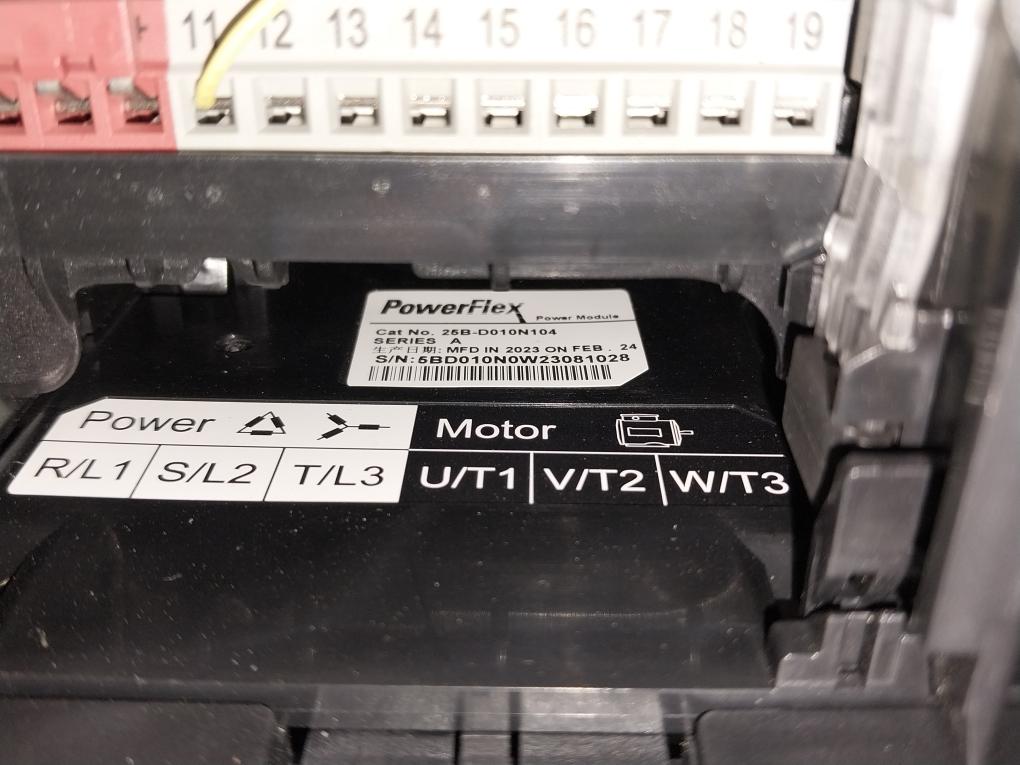 11 12 13 14 15 16 17 18 19
PowerFlex
Power Module
Cat No. 25B-D010N104
SERIES A
生产日期: MFD IN 2023 ON FEB . 24
S/N: 5BD010N0W23081028
Power
Motor
R/L1 S/L2 T/L3 U/T1 V/T2 W/T3